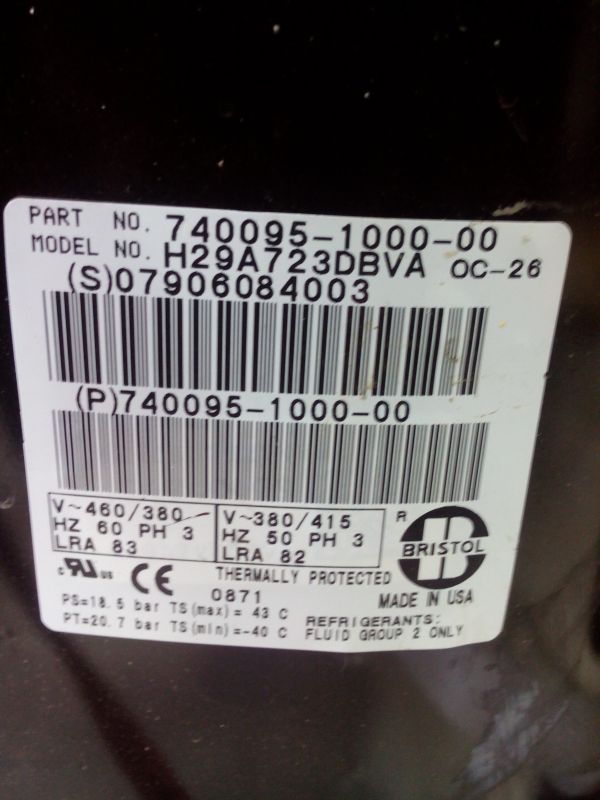 PART NO. 740095-1000-00
MODEL NO. H29A723DBVA OC-26
(S)07906084003
(P)740095-1000-00
V~460/380
HZ 60 PH 3
LRA 83
V~380/415
HZ 50 PH 3
LRA 82
R
BRISTOL
c RU us CE
0871
THERMALLY PROTECTED
MADE IN USA
PS=18.5 bar TS(max)= 43 C
PT=20.7 bar TS(min)=-40 C
REFRIGERANTS:
FLUID GROUP 2 ONLY